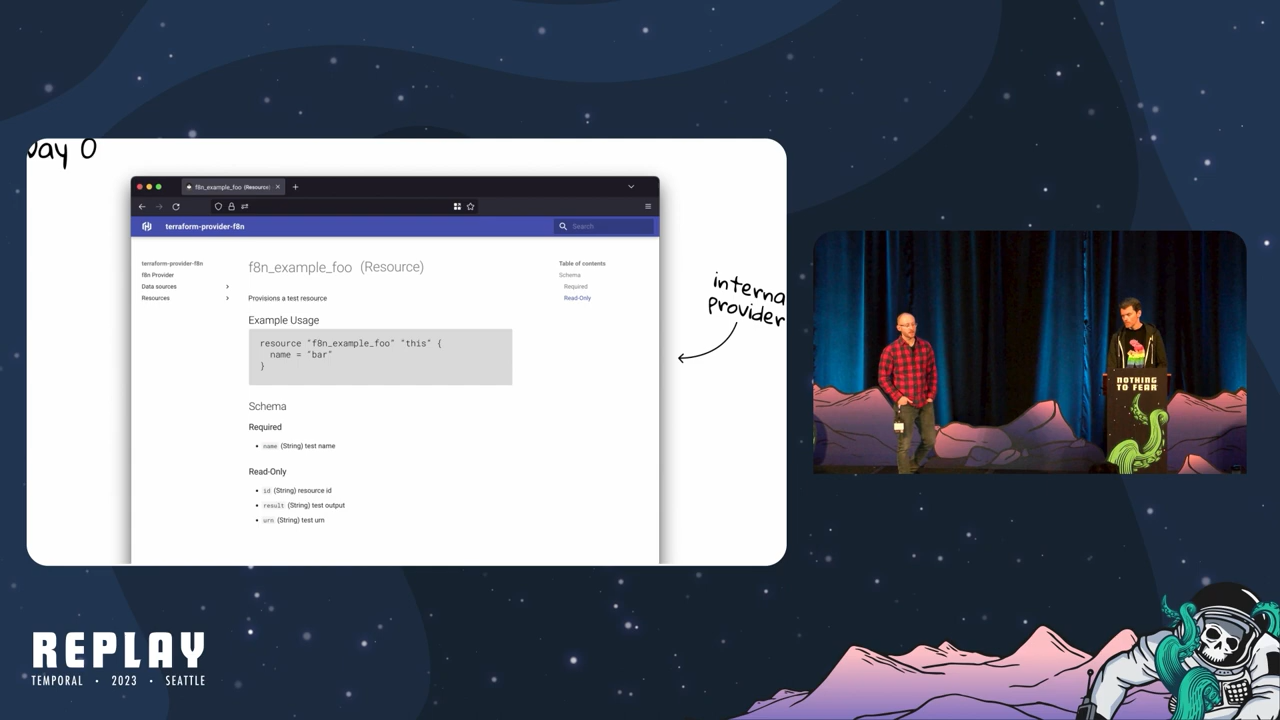 Day 0
f8n_example_foo (Resource)
terraform-provider-f8n
Search
terraform-provider-f8n
f8n Provider
Data sources
Resources
f8n_example_foo (Resource)
Provisions a test resource
Example Usage
resource "f8n_example_foo" "this" {
name = "bar"
}
Schema
Required
name (String) test name
Read-Only
id (String) resource id
result (String) test output
urn (String) test urn
Table of contents
Schema
Required
Read-Only
interna
Provider
NOTHING
TO FEAR
REPLAY
TEMPORAL • 2023 • SEATTLE